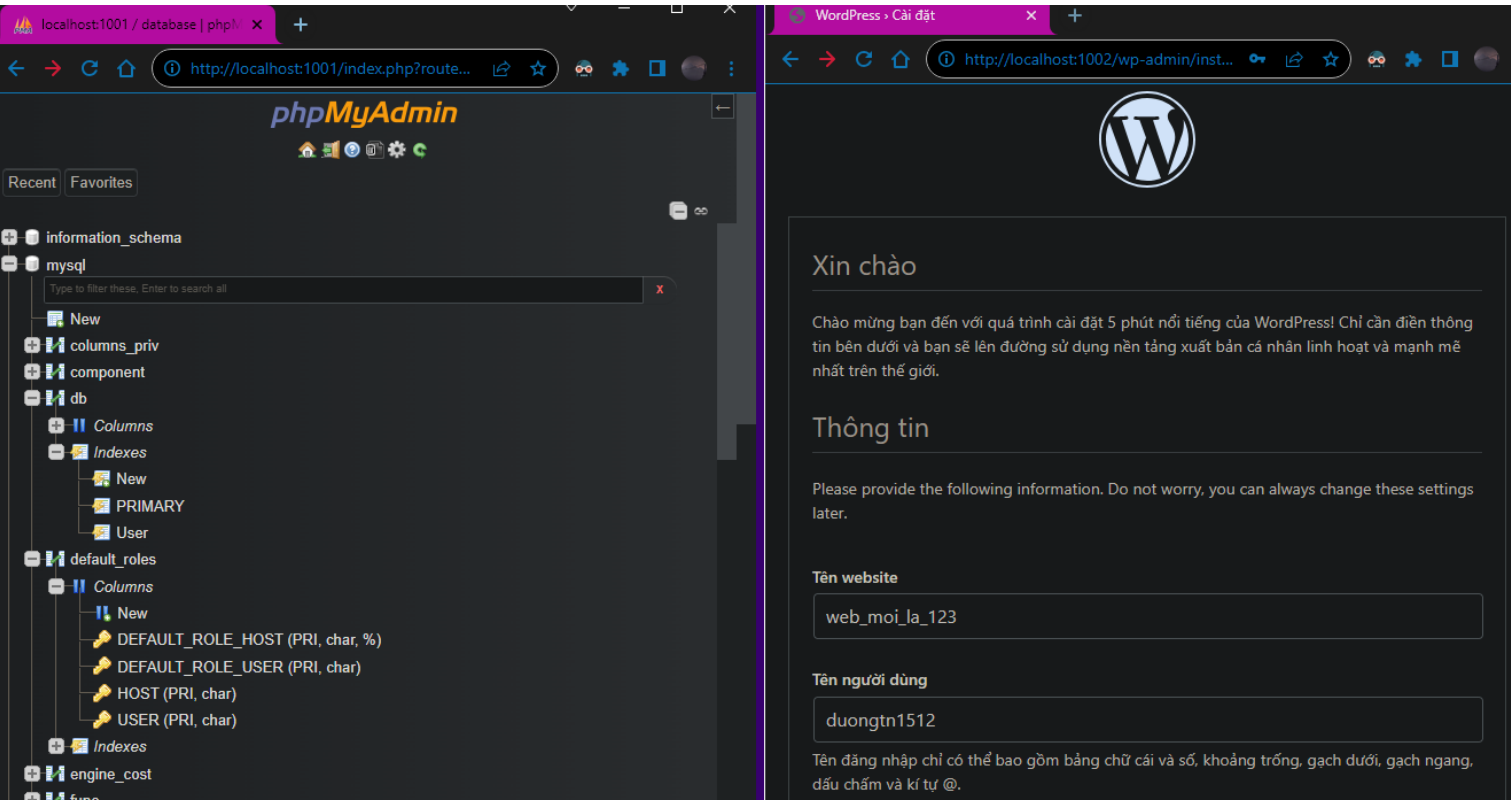 localhost:1001 / database | phpM
http://localhost:1001/index.php?route...
phpMyAdmin
Recent Favorites
information_schema
mysql
Type to filter these, Enter to search all
X
New
columns_priv
component
db
Columns
Indexes
New
PRIMARY
User
default_roles
Columns
New
DEFAULT_ROLE_HOST (PRI, char, %)
DEFAULT_ROLE_USER (PRI, char)
HOST (PRI, char)
USER (PRI, char)
Indexes
engine_cost
func
WordPress › Cài đặt
http://localhost:1002/wp-admin/inst...
Xin chào
Chào mừng bạn đến với quá trình cài đặt 5 phút nổi tiếng của WordPress! Chỉ cần điền thông
tin bên dưới và bạn sẽ lên đường sử dụng nền tảng xuất bản cá nhân linh hoạt và mạnh mẽ
nhất trên thế giới.
Thông tin
Please provide the following information. Do not worry, you can always change these settings
later.
Tên website
web_moi_la_123
Tên người dùng
duongtn1512
Tên đăng nhập chỉ có thể bao gồm bảng chữ cái và số, khoảng trống, gạch dưới, gạch ngang,
dấu chấm và kí tự @.